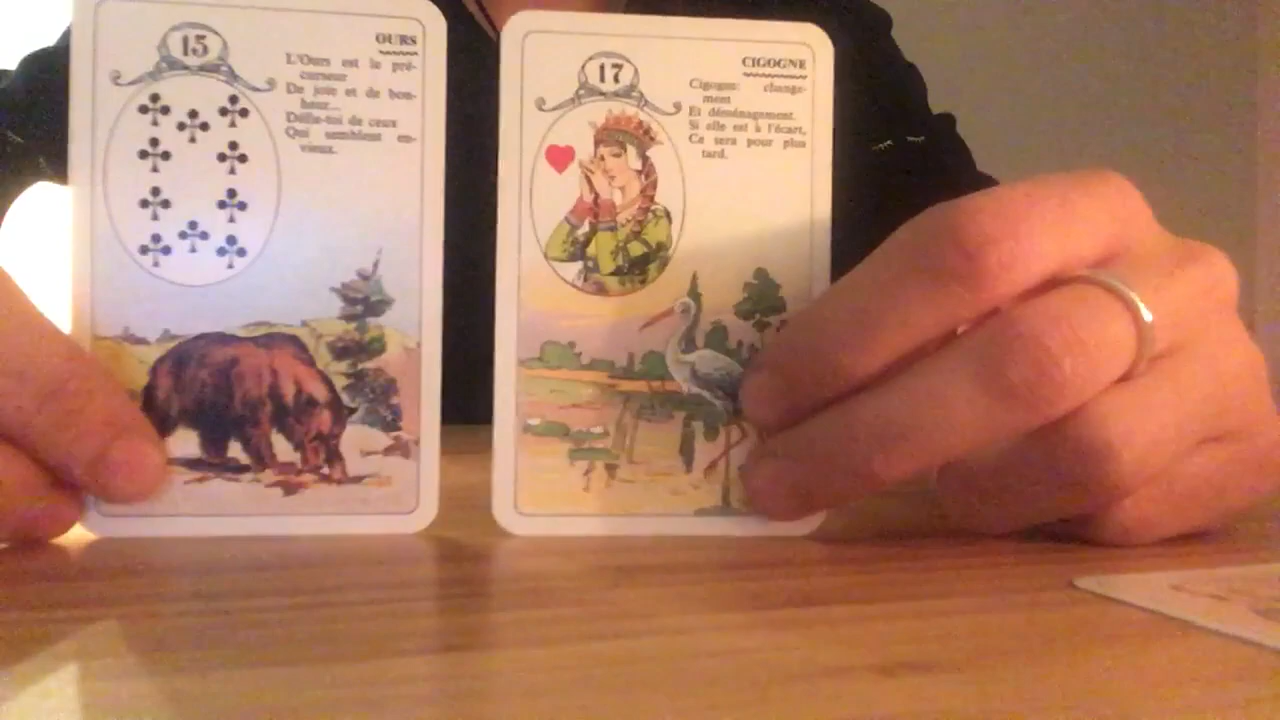 15
OURS
L'Ours est le pré-
curseur
De joie et de bon-
heur...
Défie-toi de ceux
Qui semblent en-
vieux.
17
CIGOGNE
Cigogne: change-
ment
Et déménagement.
Si elle est à l'écart,
Ce sera pour plus
tard.